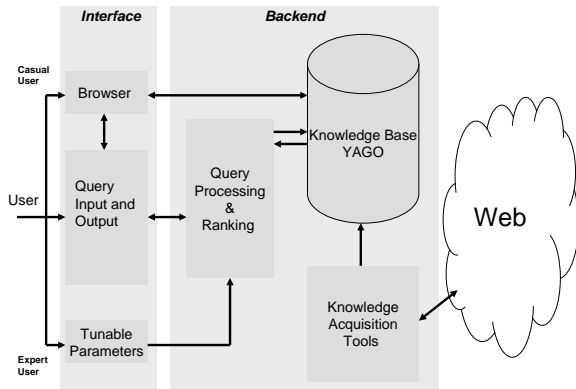 Interface
Backend
Casual
User
Browser
Knowledge Base
YAGO
Query
Processing
&
Ranking
Query
Input and
Output
User
Web
Knowledge
Acquisition
Tools
Tunable
Parameters
Expert
User